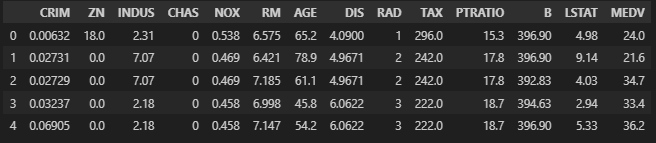 CRIM ZN INDUS CHAS NOX RM AGE DIS RAD TAX PTRATIO B LSTAT MEDV
0 0.00632 18.0 2.31 0 0.538 6.575 65.2 4.0900 1 296.0 15.3 396.90 4.98 24.0
1 0.02731 0.0 7.07 0 0.469 6.421 78.9 4.9671 2 242.0 17.8 396.90 9.14 21.6
2 0.02729 0.0 7.07 0 0.469 7.185 61.1 4.9671 2 242.0 17.8 392.83 4.03 34.7
3 0.03237 0.0 2.18 0 0.458 6.998 45.8 6.0622 3 222.0 18.7 394.63 2.94 33.4
4 0.06905 0.0 2.18 0 0.458 7.147 54.2 6.0622 3 222.0 18.7 396.90 5.33 36.2